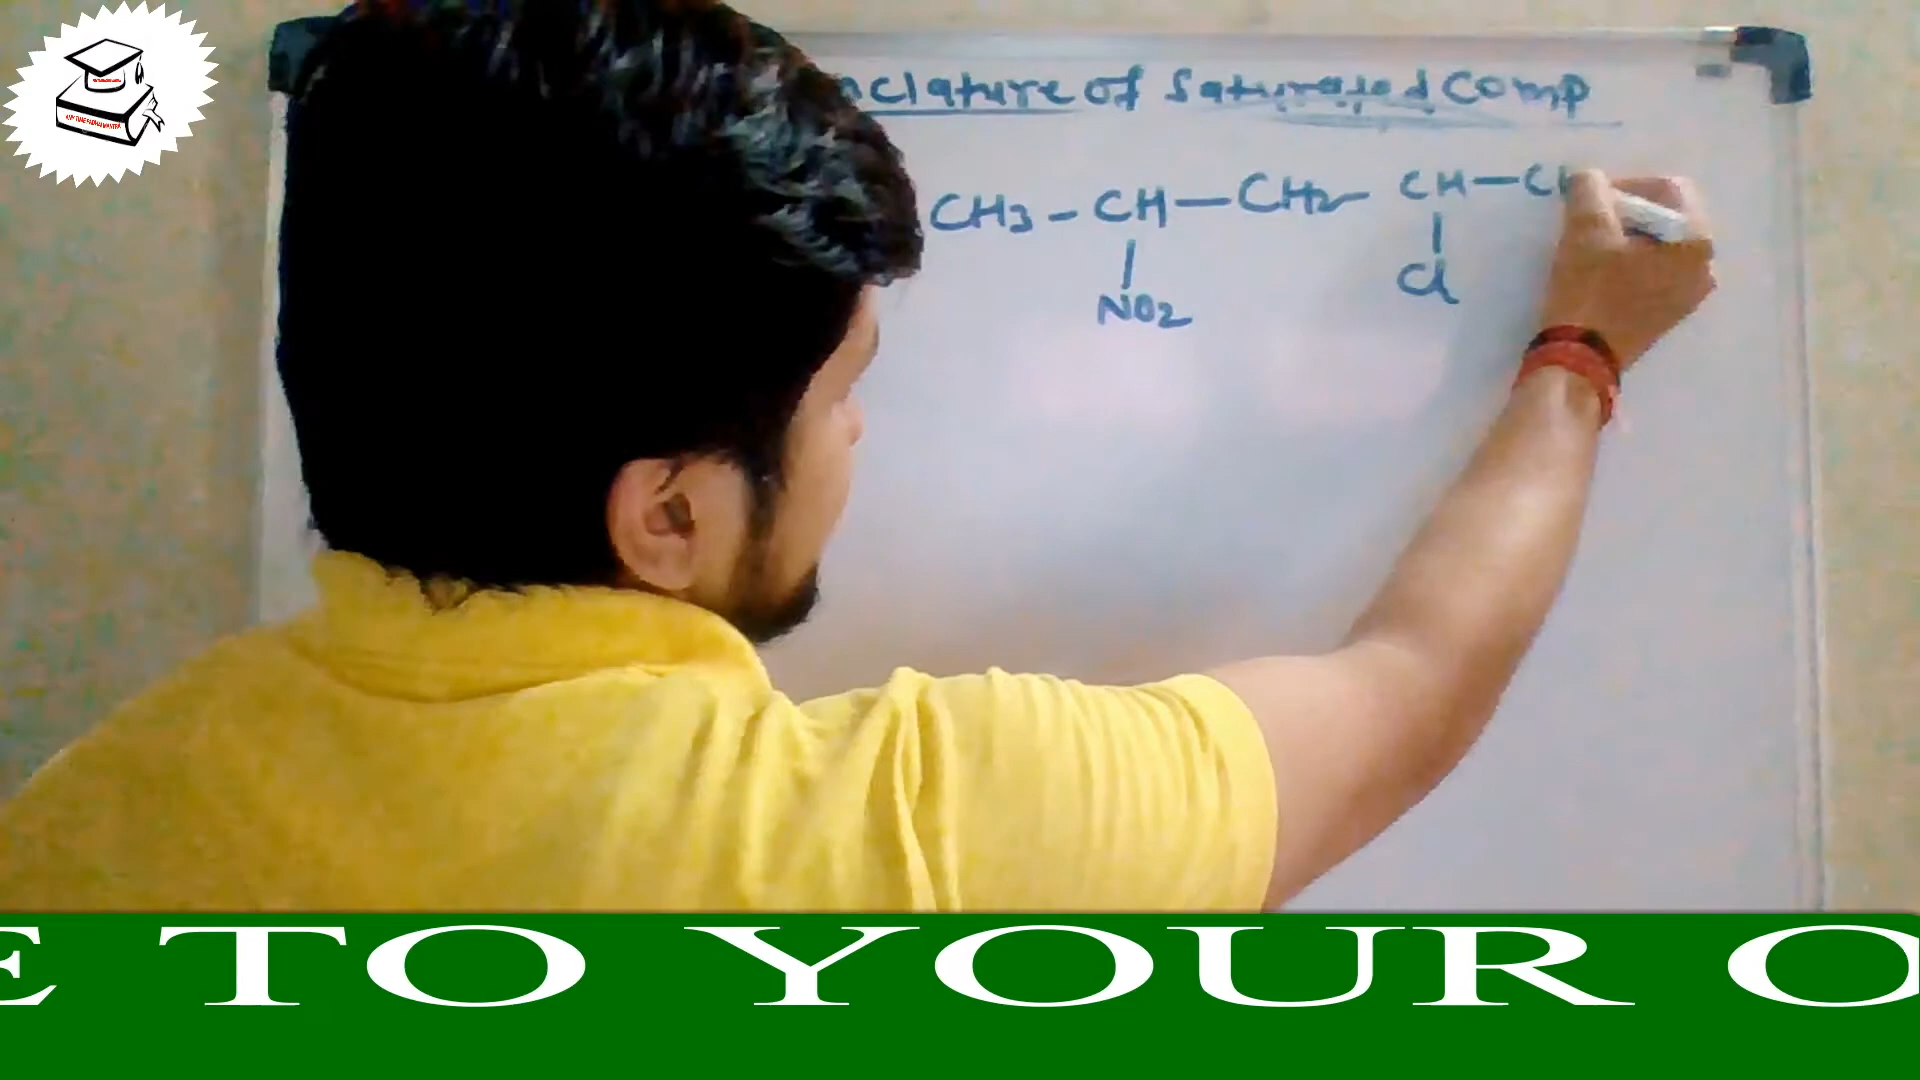 nclature of Saturated Comp
CH3 - CH - CH2 - CH - CH
NO2
Cl
E TO YOUR O